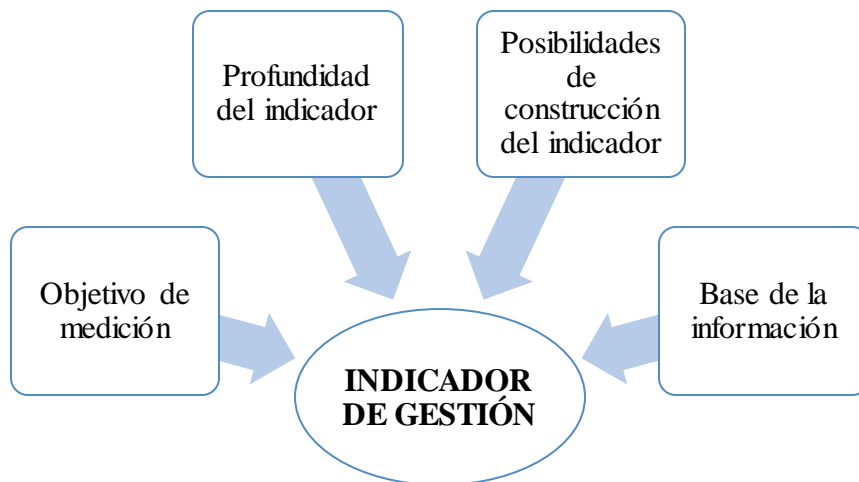 Profundidad
del indicador
Posibilidades
de
construcción
del indicador
Objetivo de
medición
Base de la
información
INDICADOR
DE GESTIÓN